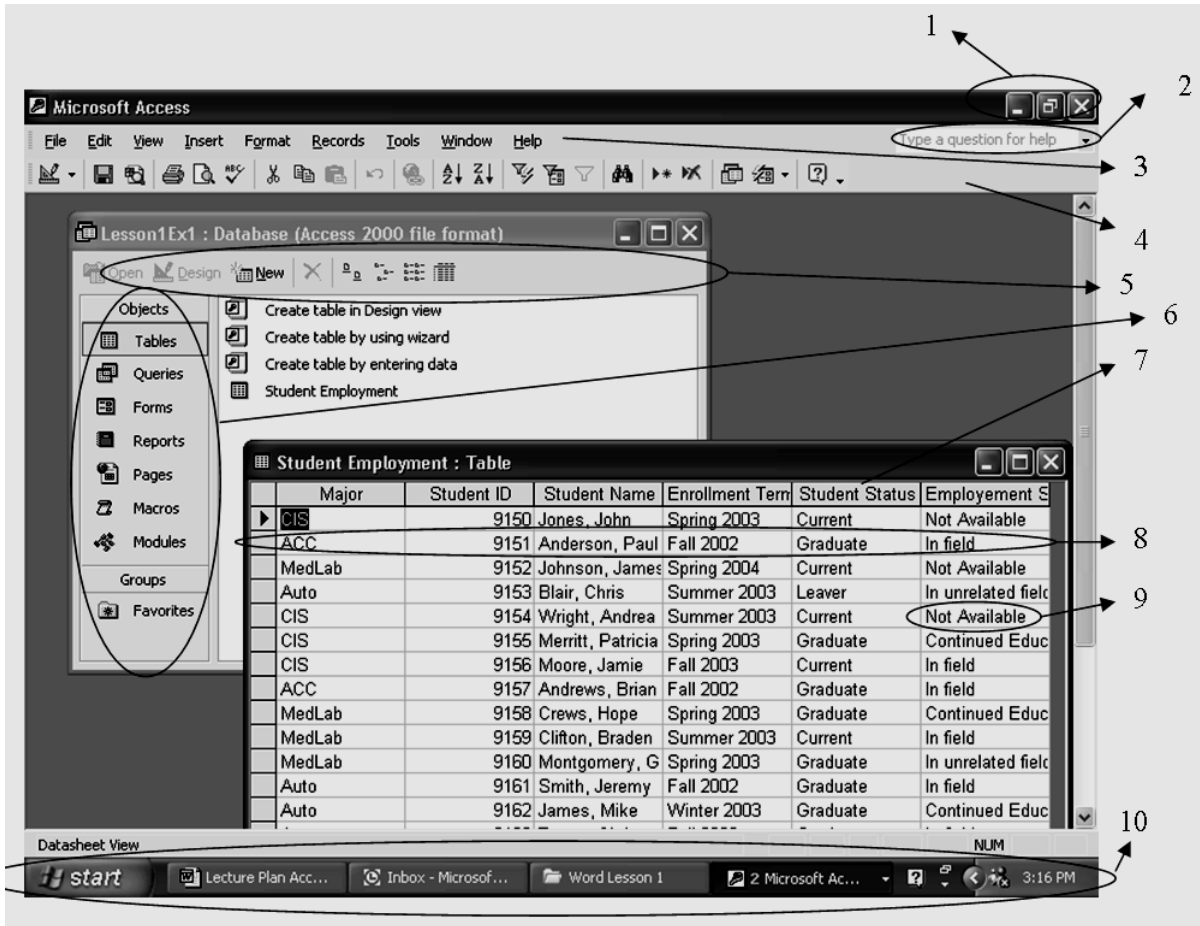 1
2
Microsoft Access
File Edit View Insert Format Records Tools Window Help
Type a question for help
3
4
Lesson1Ex1 : Database (Access 2000 file format)
Open Design New
5
Objects
6
Tables
Queries
Forms
Reports
Pages
Macros
Modules
Groups
Favorites
Create table in Design view
Create table by using wizard
Create table by entering data
Student Employment
7
Student Employment : Table
Major Student ID Student Name Enrollment Term Student Status Employement S
CIS 9150 Jones, John Spring 2003 Current Not Available
ACC 9151 Anderson, Paul Fall 2002 Graduate In field
8
MedLab 9152 Johnson, James Spring 2004 Current Not Available
Auto 9153 Blair, Chris Summer 2003 Leaver In unrelated field
9
CIS 9154 Wright, Andrea Summer 2003 Current Not Available
CIS 9155 Merritt, Patricia Spring 2003 Graduate Continued Educ
CIS 9156 Moore, Jamie Fall 2003 Current In field
ACC 9157 Andrews, Brian Fall 2002 Graduate In field
MedLab 9158 Crews, Hope Spring 2003 Graduate Continued Educ
MedLab 9159 Clifton, Braden Summer 2003 Current In field
MedLab 9160 Montgomery, G Spring 2003 Graduate In unrelated field
Auto 9161 Smith, Jeremy Fall 2002 Graduate In field
Auto 9162 James, Mike Winter 2003 Graduate Continued Educ
10
Datasheet View NUM
start Lecture Plan Acc... Inbox - Microsof... Word Lesson 1 2 Microsoft Ac... 3:16 PM